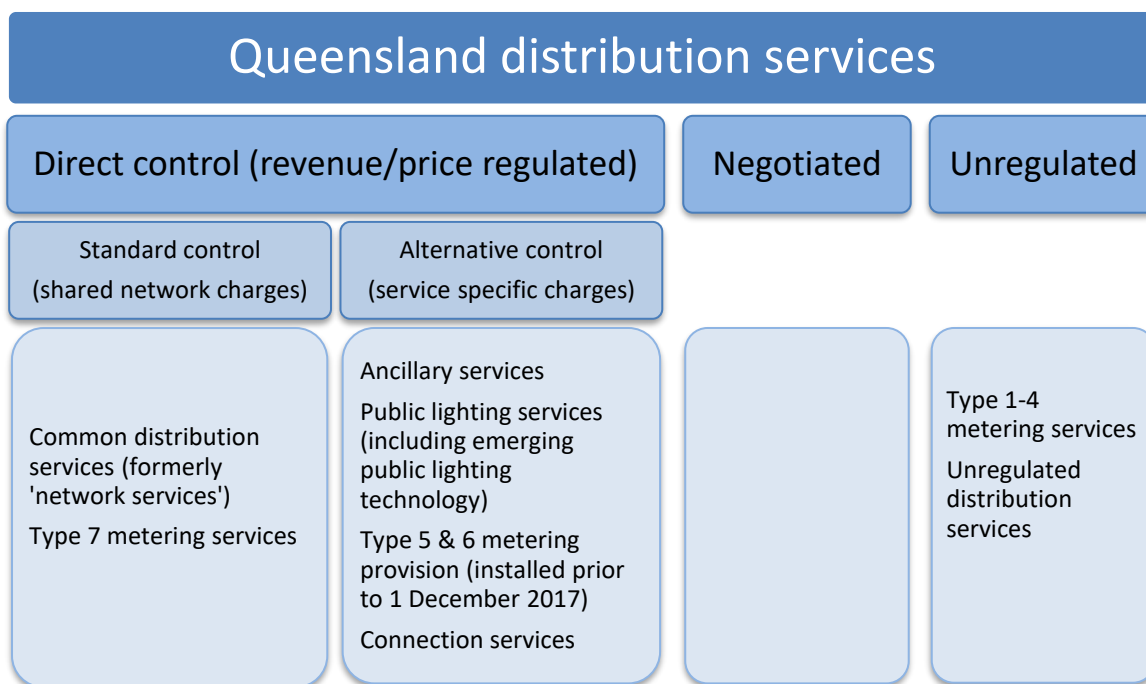 Queensland distribution services
Direct control (revenue/price regulated)
Negotiated
Unregulated
Standard control
(shared network charges)
Alternative control
(service specific charges)
Common distribution
services (formerly
'network services')
Type 7 metering services
Ancillary services
Public lighting services
(including emerging
public lighting
technology)
Type 5 & 6 metering
provision (installed prior
to 1 December 2017)
Connection services
Type 1-4
metering services
Unregulated
distribution
services